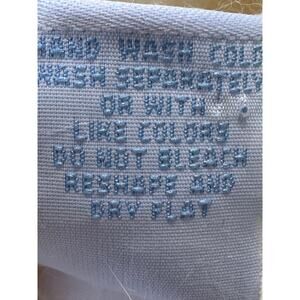 HAND WASH COLD
WASH SEPARATELY
OR WITH
LIKE COLORS
DO NOT BLEACH
RESHAPE AND
DRY FLAT